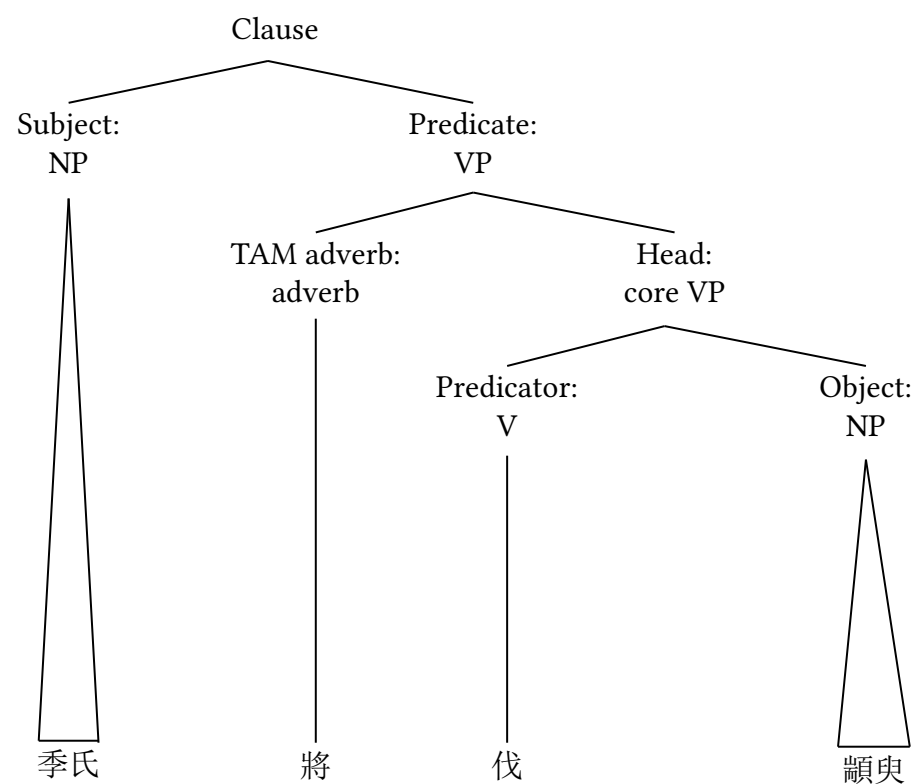 Clause
Subject:
NP
Predicate:
VP
TAM adverb:
adverb
Head:
core VP
Predicator:
V
Object:
NP
季氏 將 伐 顓臾